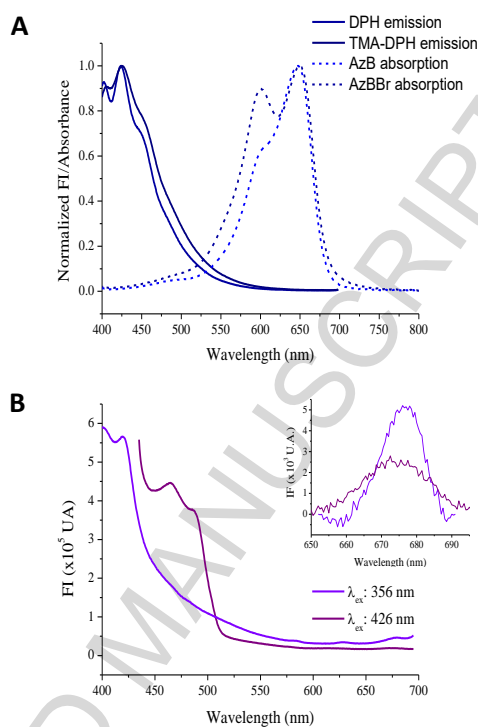 A
DPH emission
TMA-DPH emission
AzB absorption
AzBBr absorption
Normalized FI/Absorbance
1.0
0.8
0.6
0.4
0.2
0.0
400 450 500 550 600 650 700 750 800
Wavelength (nm)
B
FI (x10⁵ UA)
6
5
4
3
2
1
0
400 450 500 550 600 650 700
Wavelength (nm)
IF (x10³ U.A.)
5
4
3
2
1
0
650 660 670 680 690
Wavelength (nm)
λex: 356 nm
λex: 426 nm
D MANUSCRIPT